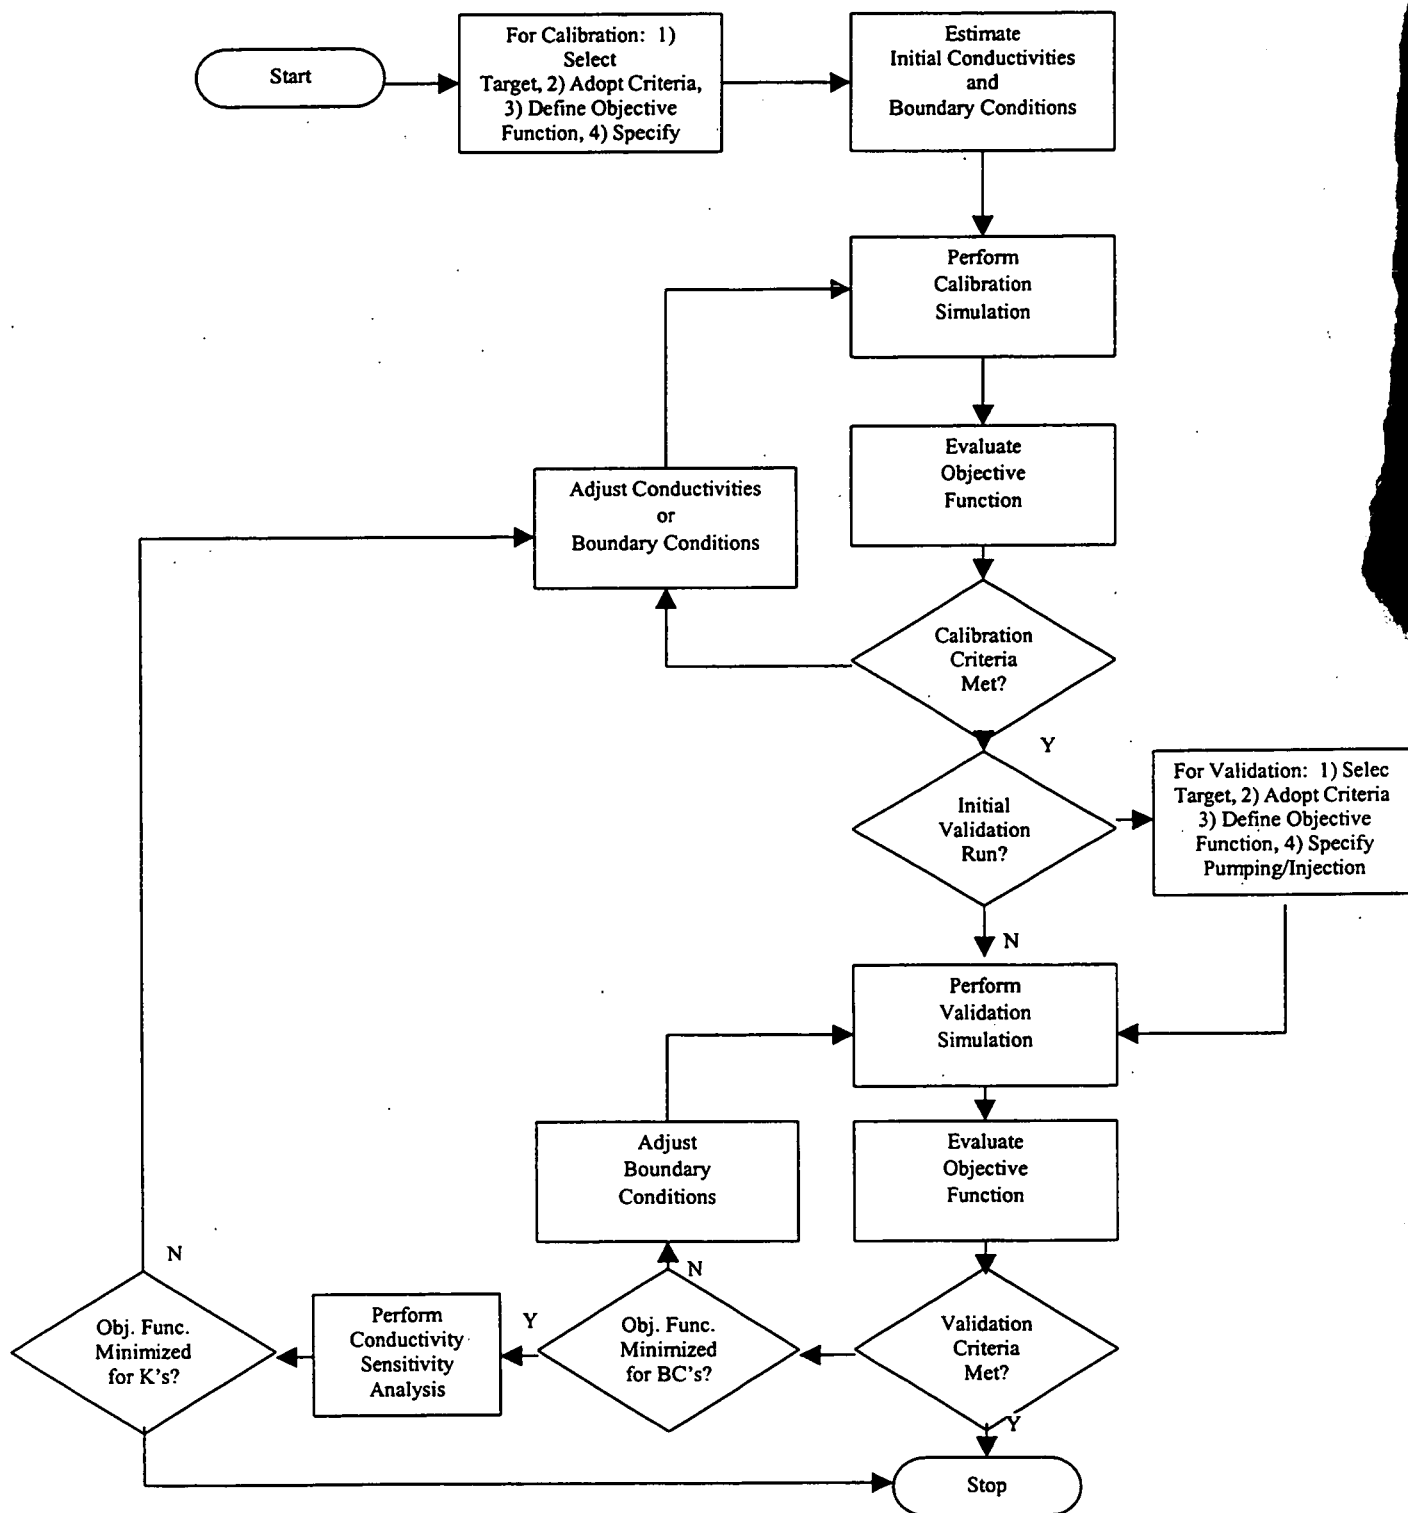 Start
For Calibration: 1)
Select
Target, 2) Adopt Criteria,
3) Define Objective
Function, 4) Specify
Estimate
Initial Conductivities
and
Boundary Conditions
Perform
Calibration
Simulation
Evaluate
Objective
Function
Adjust Conductivities
or
Boundary Conditions
Calibration
Criteria
Met?
Y
Initial
Validation
Run?
For Validation: 1) Selec
Target, 2) Adopt Criteria
3) Define Objective
Function, 4) Specify
Pumping/Injection
N
Perform
Validation
Simulation
Adjust
Boundary
Conditions
Evaluate
Objective
Function
N
Obj. Func.
Minimized
for K's?
Perform
Conductivity
Sensitivity
Analysis
Y
N
Obj. Func.
Minimized
for BC's?
Validation
Criteria
Met?
Y
Stop